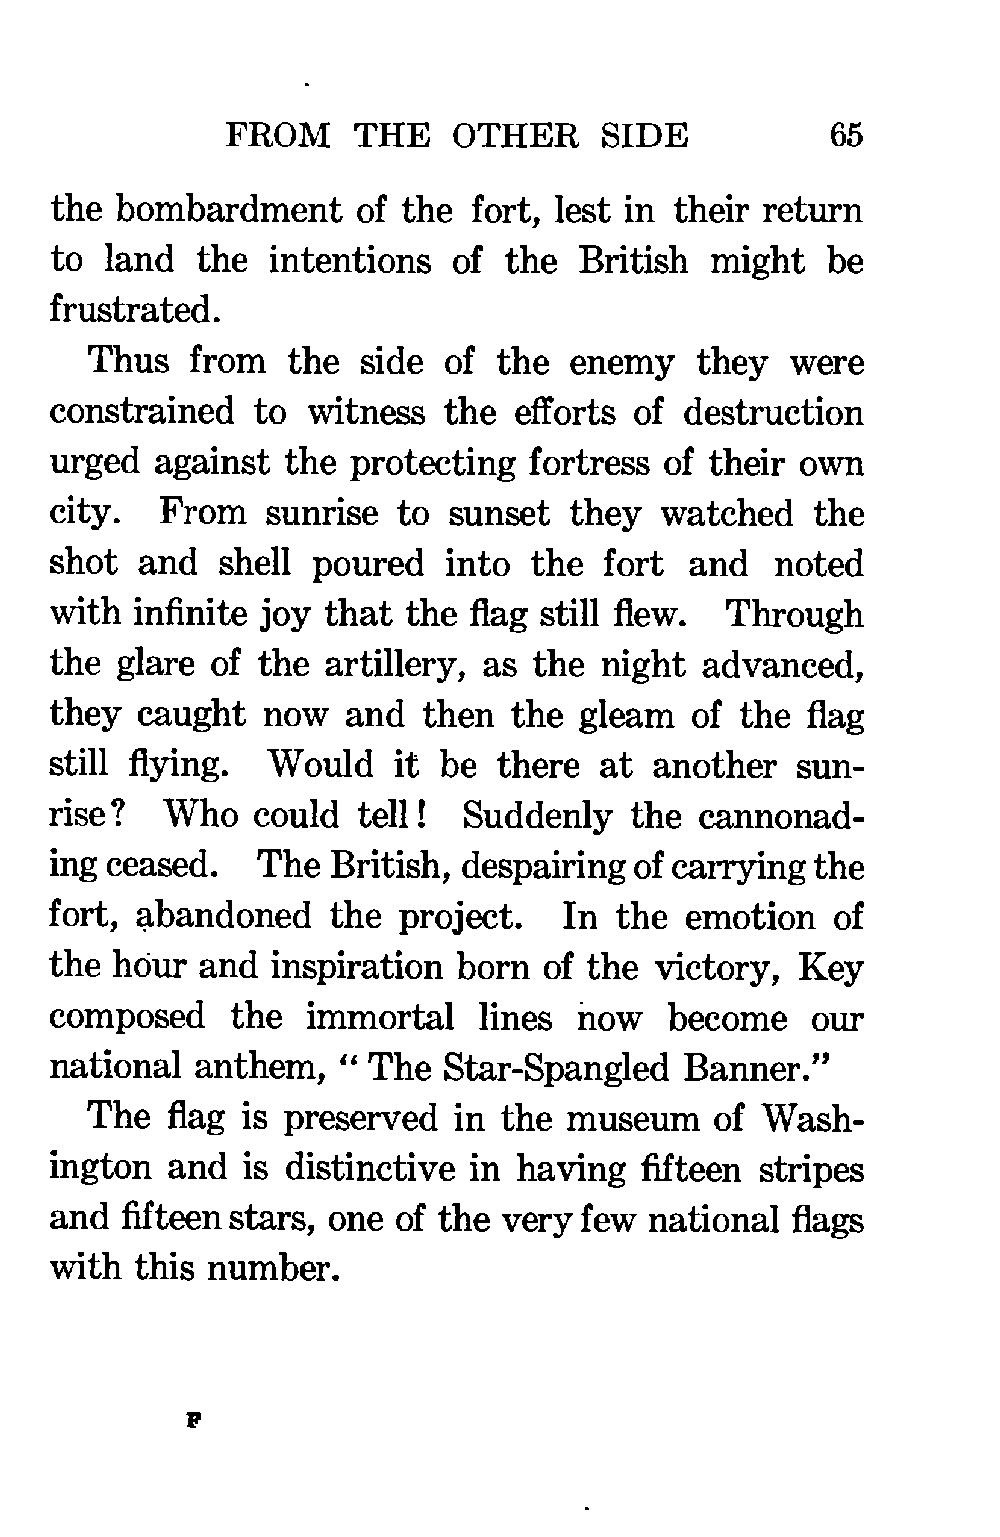 FROM THE OTHER SIDE 65
the bombardment of the fort, lest in their return
to land the intentions of the British might be
frustrated.
Thus from the side of the enemy they were
constrained to witness the efforts of destruction
urged against the protecting fortress of their own
city. From sunrise to sunset they watched the
shot and shell poured into the fort and noted
with infinite joy that the flag still flew. Through
the glare of the artillery, as the night advanced,
they caught now and then the gleam of the flag
still flying. Would it be there at another sun-
rise? Who could tell! Suddenly the cannonad-
ing ceased. The British, despairing of carrying the
fort, abandoned the project. In the emotion of
the hour and inspiration born of the victory, Key
composed the immortal lines now become our
national anthem, “ The Star-Spangled Banner.”
The flag is preserved in the museum of Wash-
ington and is distinctive in having fifteen stripes
and fifteen stars, one of the very few national flags
with this number.
F